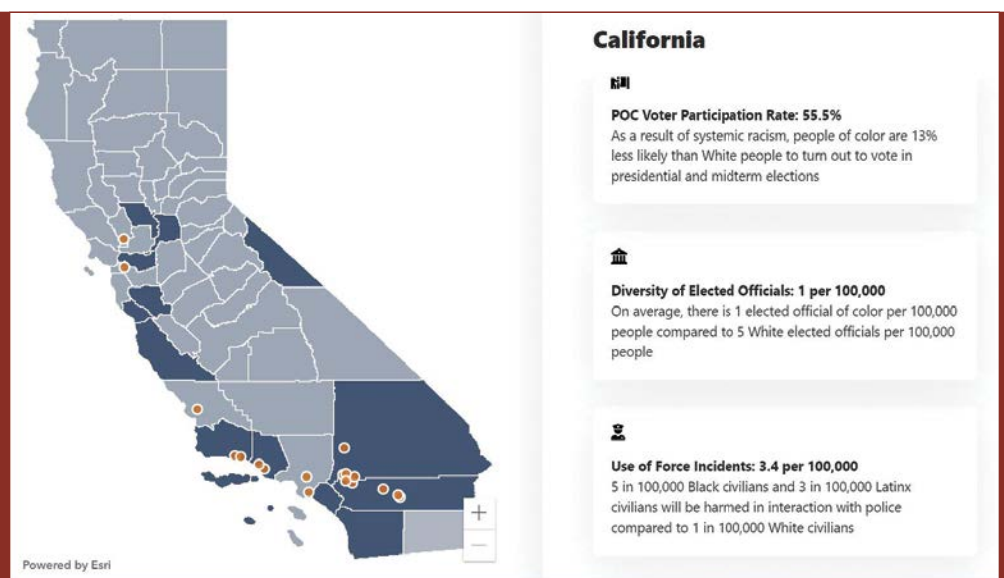 California
POC Voter Participation Rate: 55.5%
As a result of systemic racism, people of color are 13%
less likely than White people to turn out to vote in
presidential and midterm elections
Diversity of Elected Officials: 1 per 100,000
On average, there is 1 elected official of color per 100,000
people compared to 5 White elected officials per 100,000
people
Use of Force Incidents: 3.4 per 100,000
5 in 100,000 Black civilians and 3 in 100,000 Latinx
civilians will be harmed in interaction with police
compared to 1 in 100,000 White civilians
+
−
Powered by Esri